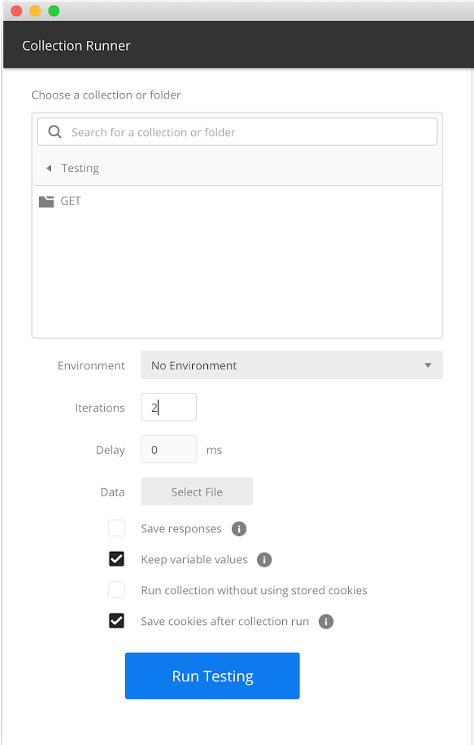 Collection Runner
Choose a collection or folder
Search for a collection or folder
Testing
GET
Environment No Environment
Iterations 2
Delay 0 ms
Data Select File
Save responses i
Keep variable values i
Run collection without using stored cookies
Save cookies after collection run i
Run Testing